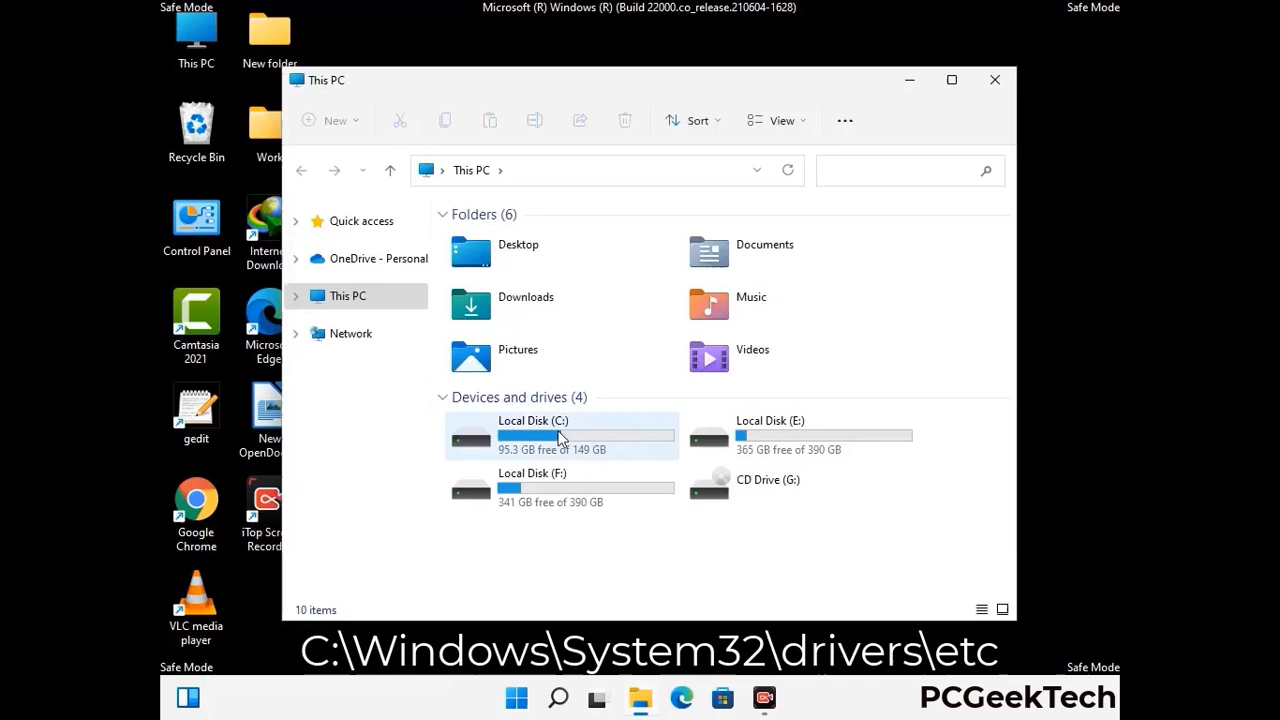 Safe Mode
Microsoft (R) Windows (R) (Build 22000.co_release.210604-1628)
Safe Mode
This PC
New folder
Recycle Bin
Work
Control Panel
Internet
Downlo
Camtasia
2021
Micros
Edge
gedit
New
OpenDo
Google
Chrome
iTop Scre
Record
VLC media
player
This PC
New
Sort
View
This PC
Quick access
OneDrive - Personal
This PC
Network
Folders (6)
Desktop
Documents
Downloads
Music
Pictures
Videos
Devices and drives (4)
Local Disk (C:)
95.3 GB free of 149 GB
Local Disk (E:)
365 GB free of 390 GB
Local Disk (F:)
341 GB free of 390 GB
CD Drive (G:)
10 items
C:\Windows\System32\drivers\etc
Safe Mode
Safe Mode
PCGeekTech